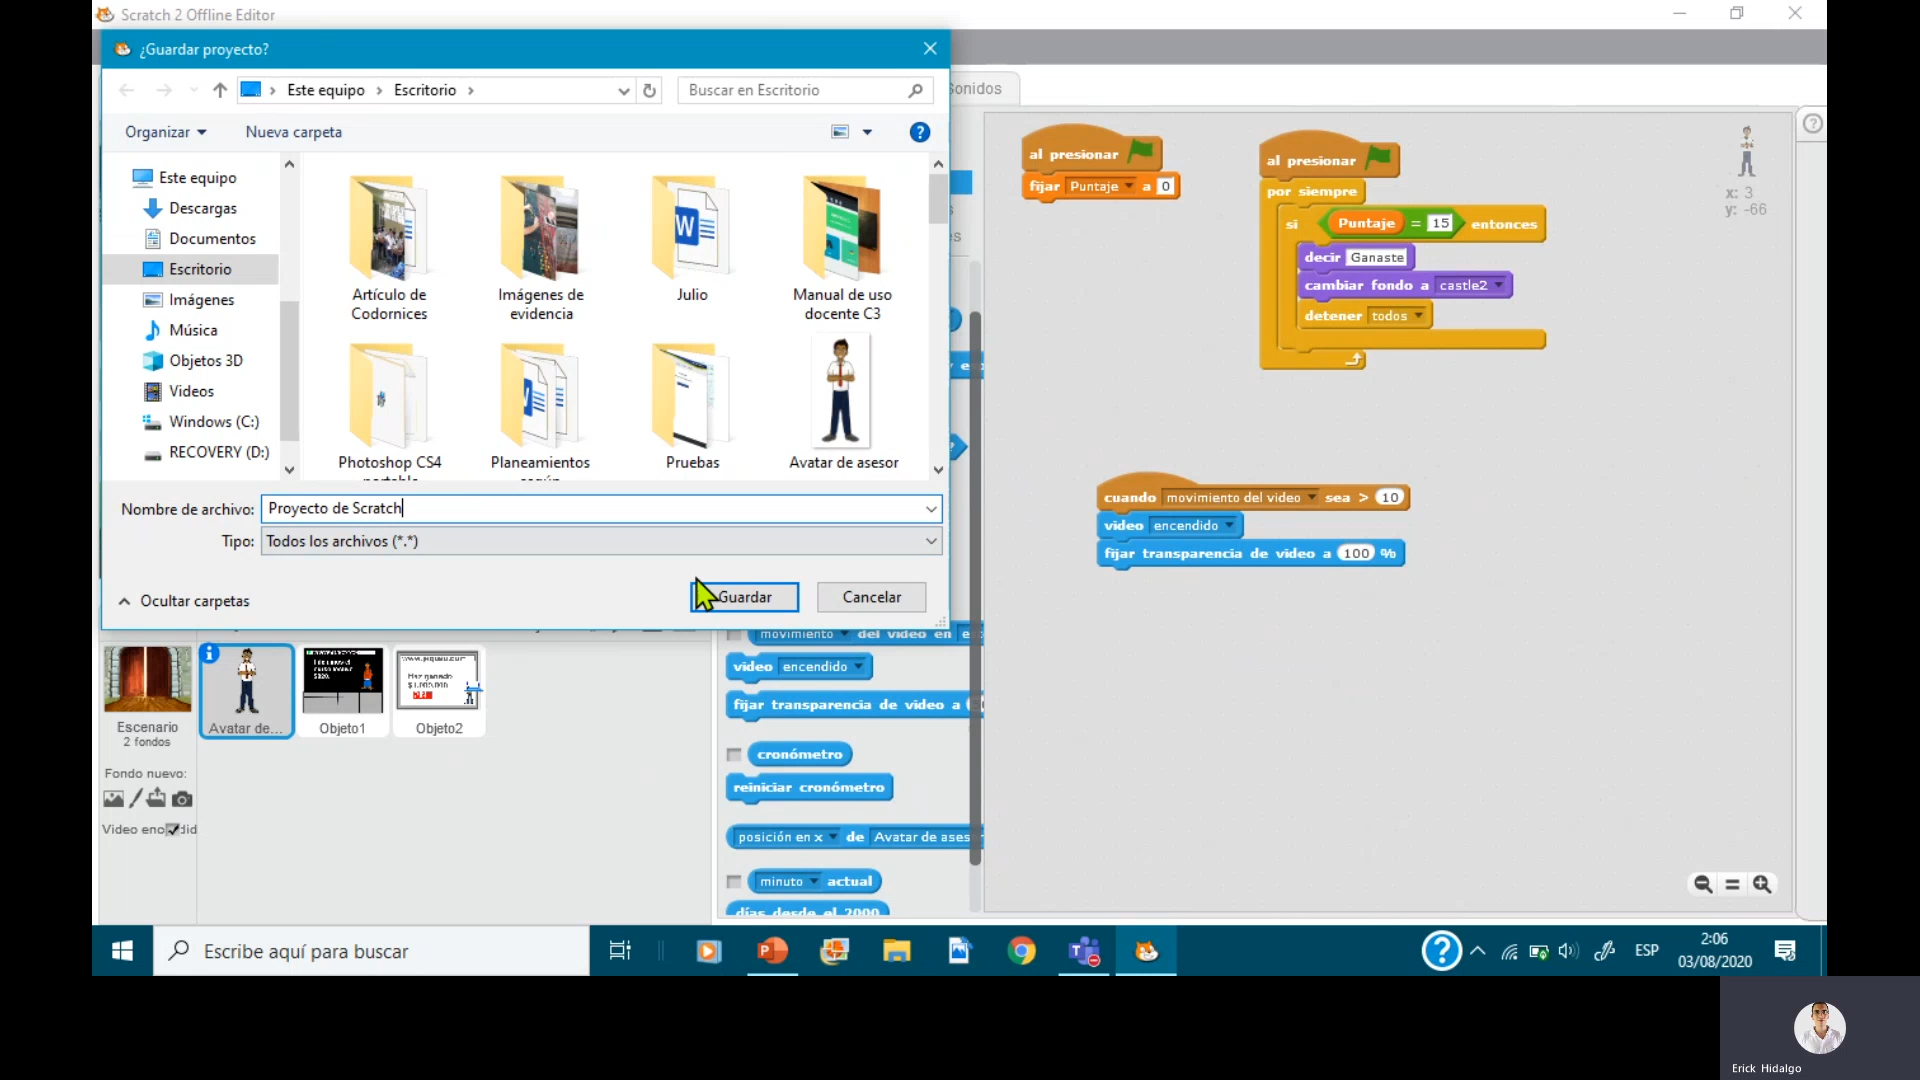 Scratch 2 Offline Editor
¿Guardar proyecto?
Este equipo
Escritorio
Buscar en Escritorio
Organizar
Nueva carpeta
Este equipo
Descargas
Documentos
Escritorio
Imágenes
Música
Objetos 3D
Videos
Windows (C:)
RECOVERY (D:)
Artículo de
Codornices
Imágenes de
evidencia
Julio
Manual de uso
docente C3
Photoshop CS4
Planeamientos
Pruebas
Avatar de asesor
Nombre de archivo: Proyecto de Scratch
Tipo: Todos los archivos (*.*)
Ocultar carpetas
Guardar
Cancelar
al presionar
fijar Puntaje a 0
al presionar
por siempre
si Puntaje = 15 entonces
decir Ganaste
cambiar fondo a castle2
detener todos
x: 3
y: -66
cuando movimiento del video sea > 10
video encendido
fijar transparencia de video a 100 %
movimiento del video en
video encendido
fijar transparencia de video a
cronómetro
reiniciar cronómetro
posición en x de Avatar de ases
minuto actual
días desde el 2000
Escenario
2 fondos
Avatar de...
Objeto1
Objeto2
Fondo nuevo:
Escribe aquí para buscar
ESP
2:06
03/08/2020
Erick Hidalgo